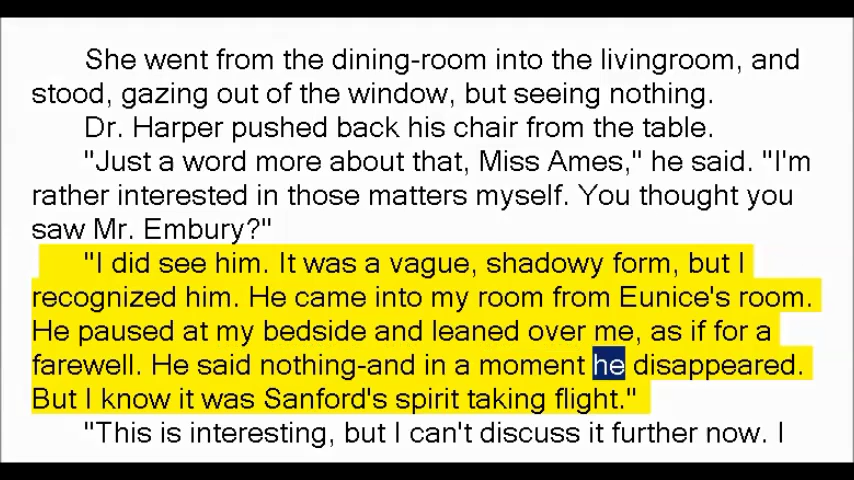 She went from the dining-room into the livingroom, and
stood, gazing out of the window, but seeing nothing.
Dr. Harper pushed back his chair from the table.
"Just a word more about that, Miss Ames," he said. "I'm
rather interested in those matters myself. You thought you
saw Mr. Embury?"
"I did see him. It was a vague, shadowy form, but I
recognized him. He came into my room from Eunice's room.
He paused at my bedside and leaned over me, as if for a
farewell. He said nothing-and in a moment he disappeared.
But I know it was Sanford's spirit taking flight."
"This is interesting, but I can't discuss it further now. I